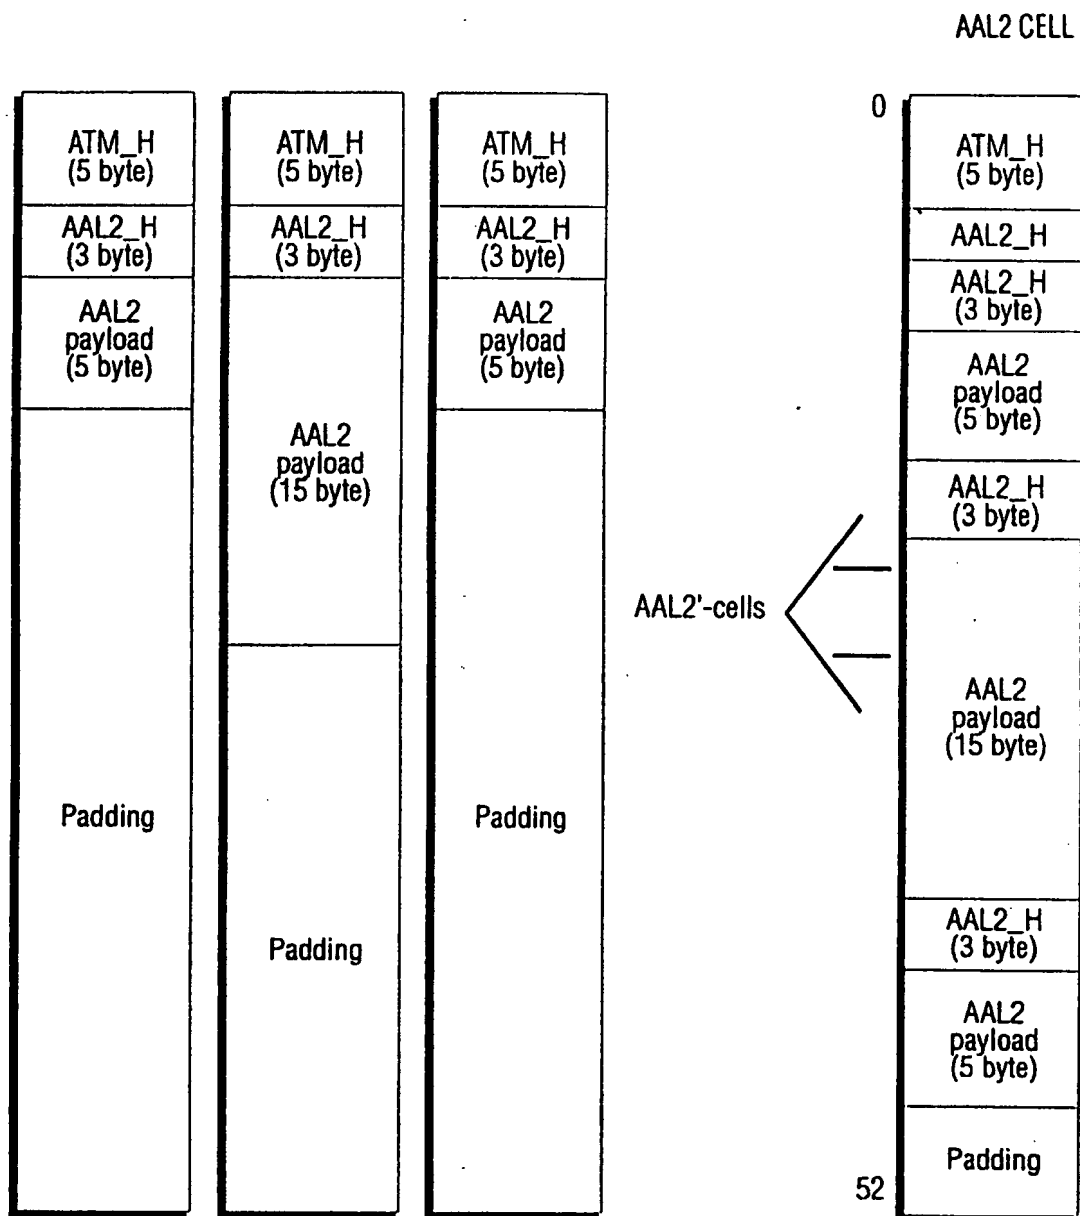 AAL2 CELL
ATM_H
(5 byte)
AAL2_H
(3 byte)
AAL2
payload
(5 byte)
Padding
ATM_H
(5 byte)
AAL2_H
(3 byte)
AAL2
payload
(15 byte)
Padding
ATM_H
(5 byte)
AAL2_H
(3 byte)
AAL2
payload
(5 byte)
Padding
AAL2'-cells
0
52
ATM_H
(5 byte)
AAL2_H
AAL2_H
(3 byte)
AAL2
payload
(5 byte)
AAL2_H
(3 byte)
AAL2
payload
(15 byte)
AAL2_H
(3 byte)
AAL2
payload
(5 byte)
Padding